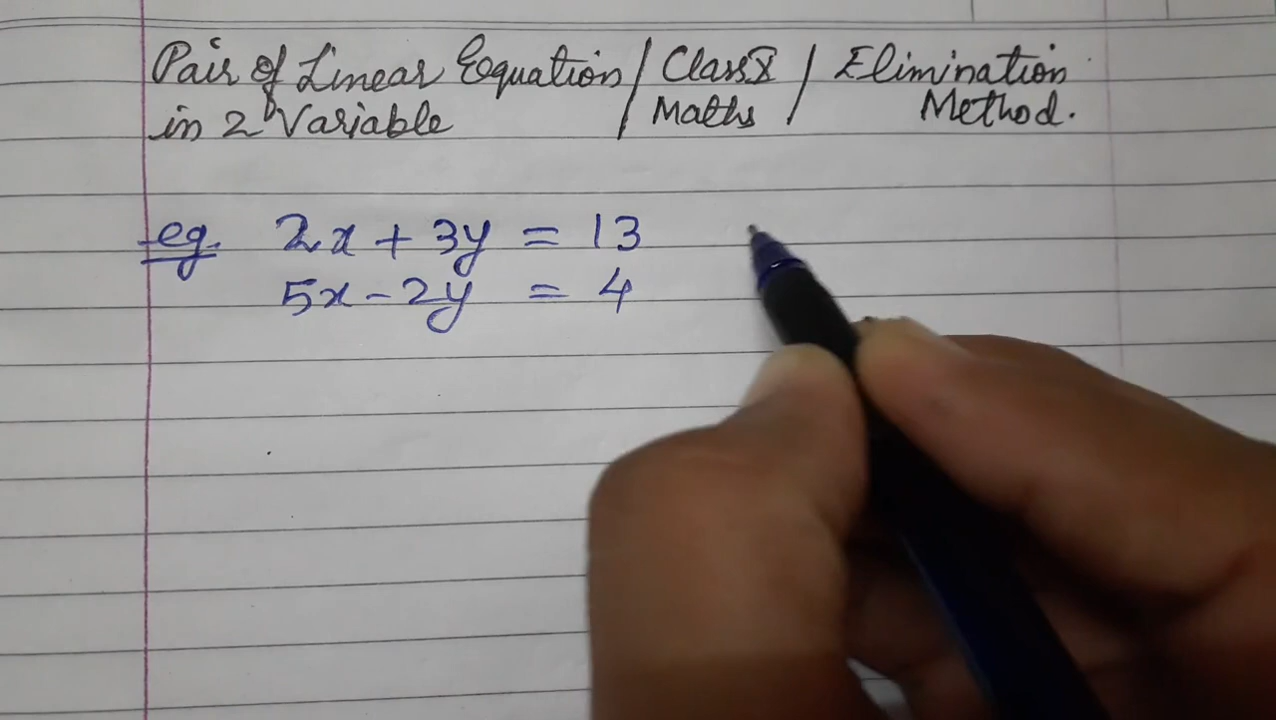 Pair of Linear Equation / Class X / Elimination
in 2 Variable / Maths / Method.
eg. 2x + 3y = 13
5x - 2y = 4